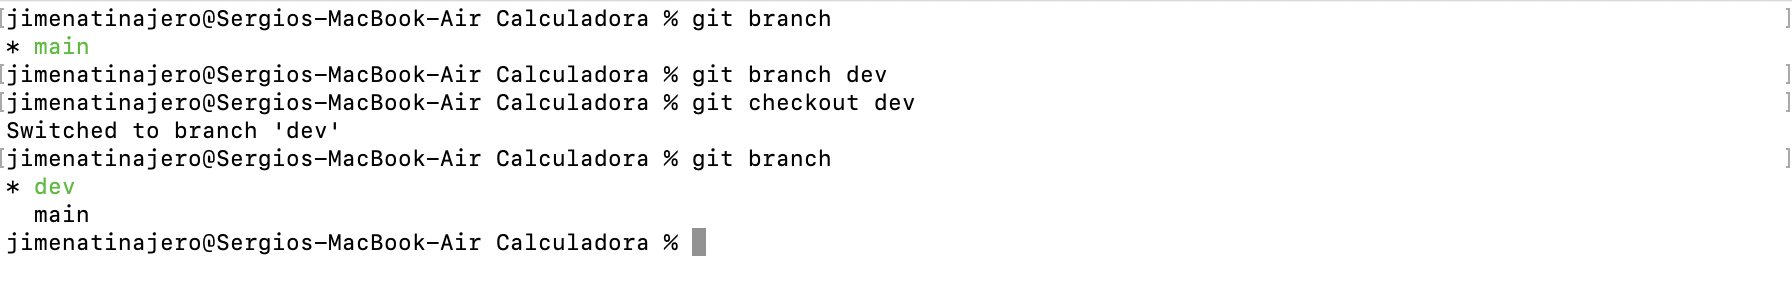 [jimenatinajero@Sergios-MacBook-Air Calculadora % git branch ]
* main
[jimenatinajero@Sergios-MacBook-Air Calculadora % git branch dev ]
[jimenatinajero@Sergios-MacBook-Air Calculadora % git checkout dev ]
Switched to branch 'dev'
[jimenatinajero@Sergios-MacBook-Air Calculadora % git branch ]
* dev
  main
jimenatinajero@Sergios-MacBook-Air Calculadora %